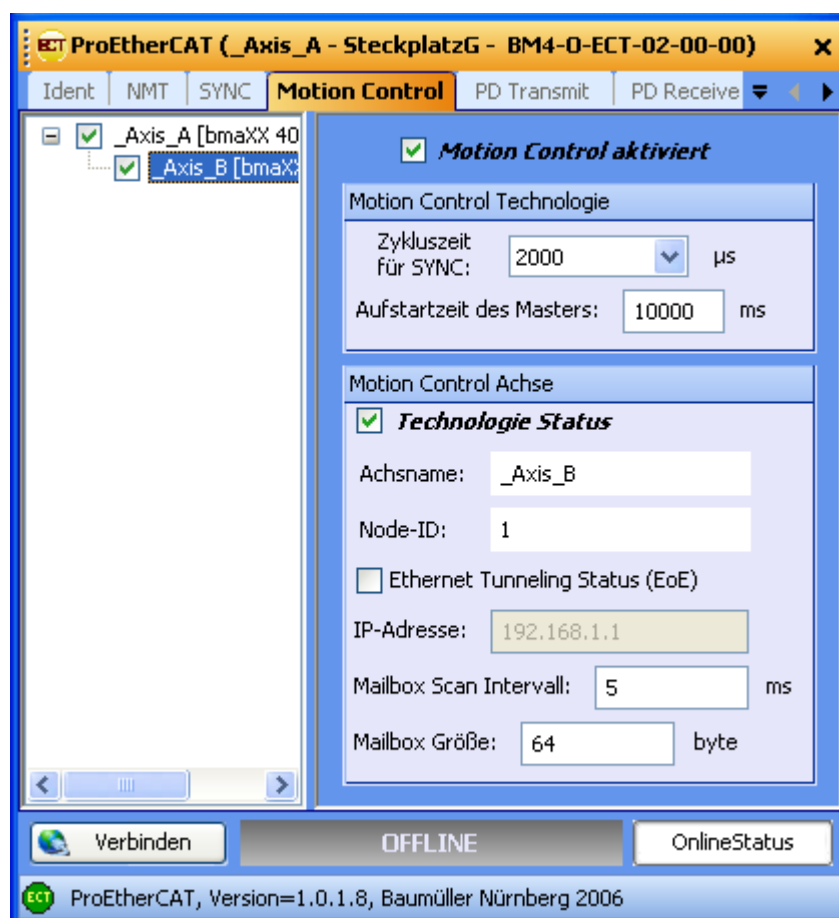 ECT ProEtherCAT (_Axis_A - SteckplatzG - BM4-O-ECT-02-00-00)
Ident NMT SYNC Motion Control PD Transmit PD Receive
_Axis_A [bmaXX 40
_Axis_B [bmaXX
Motion Control aktiviert
Motion Control Technologie
Zykluszeit
für SYNC: 2000 µs
Aufstartzeit des Masters: 10000 ms
Motion Control Achse
Technologie Status
Achsname: _Axis_B
Node-ID: 1
Ethernet Tunneling Status (EoE)
IP-Adresse: 192.168.1.1
Mailbox Scan Intervall: 5 ms
Mailbox Größe: 64 byte
Verbinden OFFLINE OnlineStatus
ECT ProEtherCAT, Version=1.0.1.8, Baumüller Nürnberg 2006